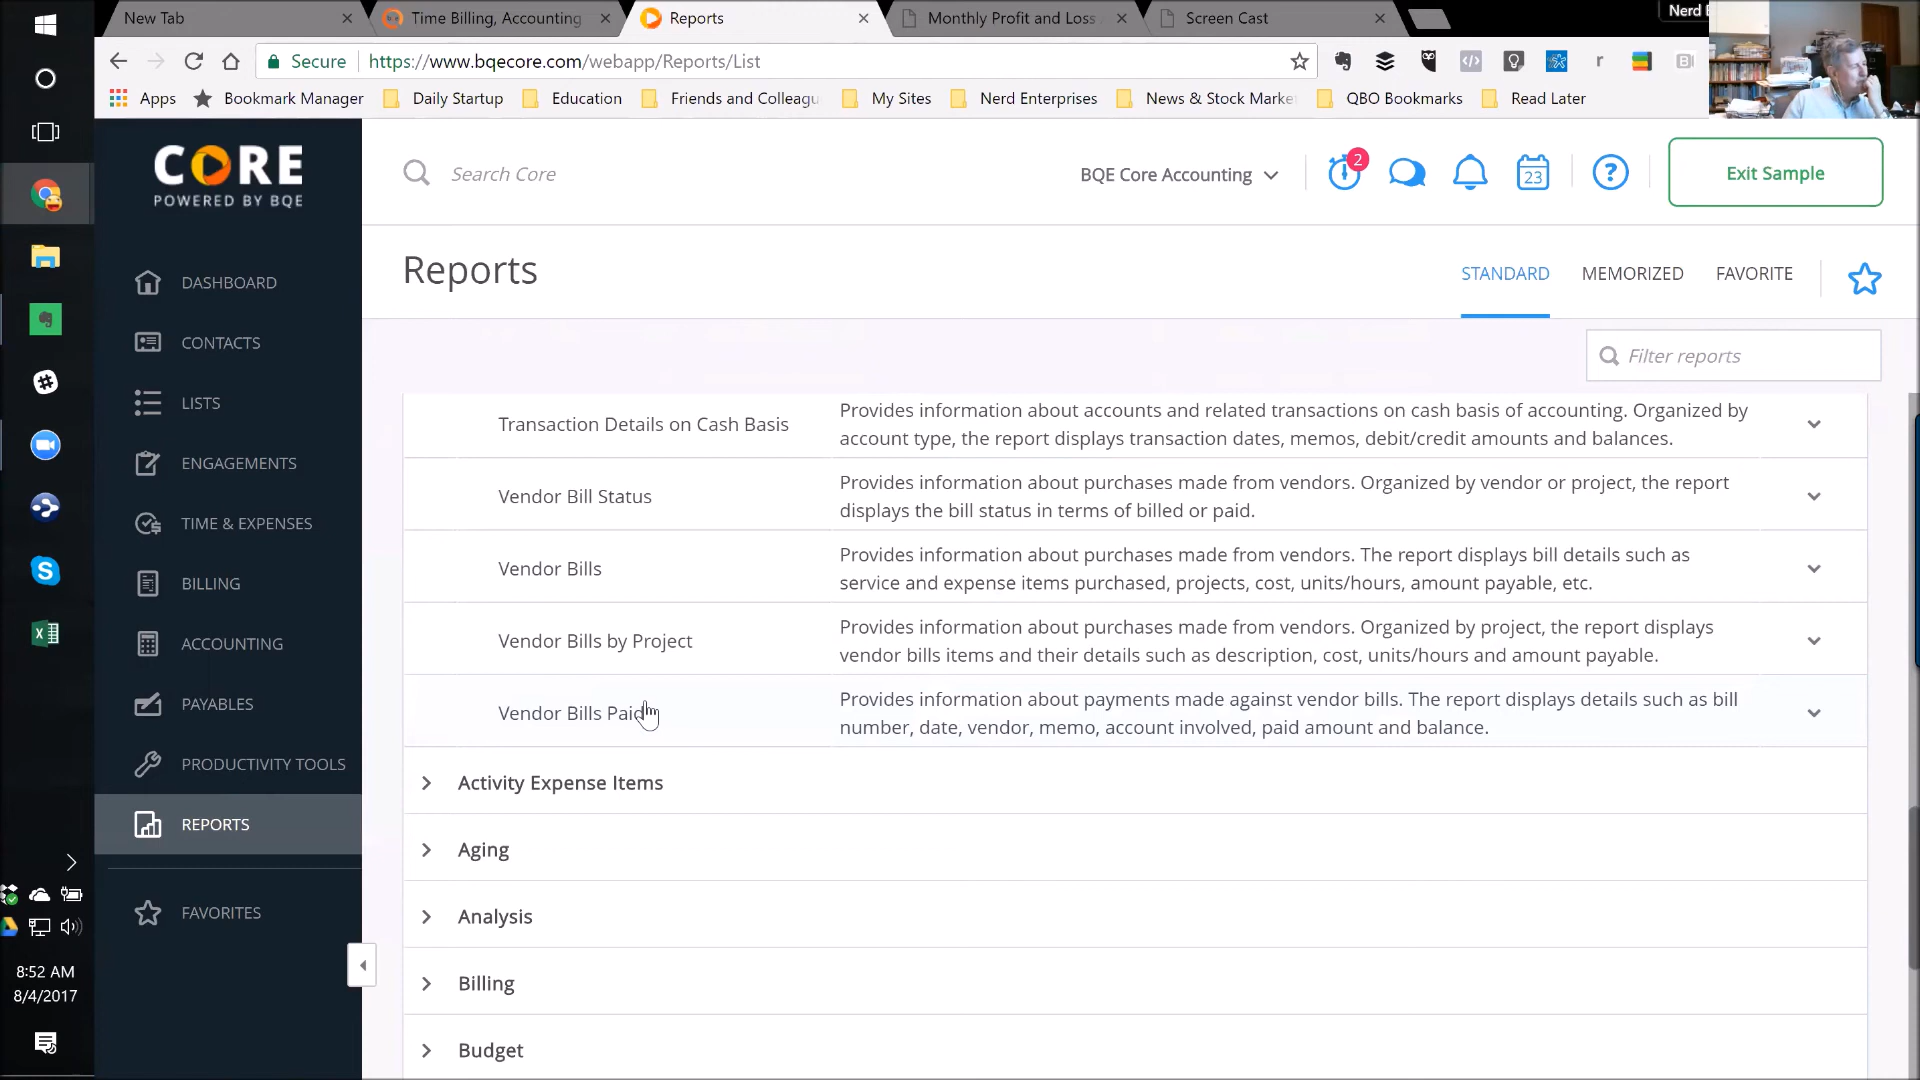 New Tab
Time Billing, Accounting
Reports
Monthly Profit and Loss
Screen Cast
Nerd
Secure https://www.bqecore.com/webapp/Reports/List
Apps
Bookmark Manager
Daily Startup
Education
Friends and Colleagu
My Sites
Nerd Enterprises
News & Stock Marke
QBO Bookmarks
Read Later
CORE
POWERED BY BQE
Search Core
BQE Core Accounting
2
23
?
Exit Sample
Reports
STANDARD
MEMORIZED
FAVORITE
Filter reports
DASHBOARD
CONTACTS
LISTS
ENGAGEMENTS
TIME & EXPENSES
BILLING
ACCOUNTING
PAYABLES
PRODUCTIVITY TOOLS
REPORTS
FAVORITES
Transaction Details on Cash Basis
Provides information about accounts and related transactions on cash basis of accounting. Organized by
account type, the report displays transaction dates, memos, debit/credit amounts and balances.
Vendor Bill Status
Provides information about purchases made from vendors. Organized by vendor or project, the report
displays the bill status in terms of billed or paid.
Vendor Bills
Provides information about purchases made from vendors. The report displays bill details such as
service and expense items purchased, projects, cost, units/hours, amount payable, etc.
Vendor Bills by Project
Provides information about purchases made from vendors. Organized by project, the report displays
vendor bills items and their details such as description, cost, units/hours and amount payable.
Vendor Bills Paid
Provides information about payments made against vendor bills. The report displays details such as bill
number, date, vendor, memo, account involved, paid amount and balance.
Activity Expense Items
Aging
Analysis
Billing
Budget
8:52 AM
8/4/2017